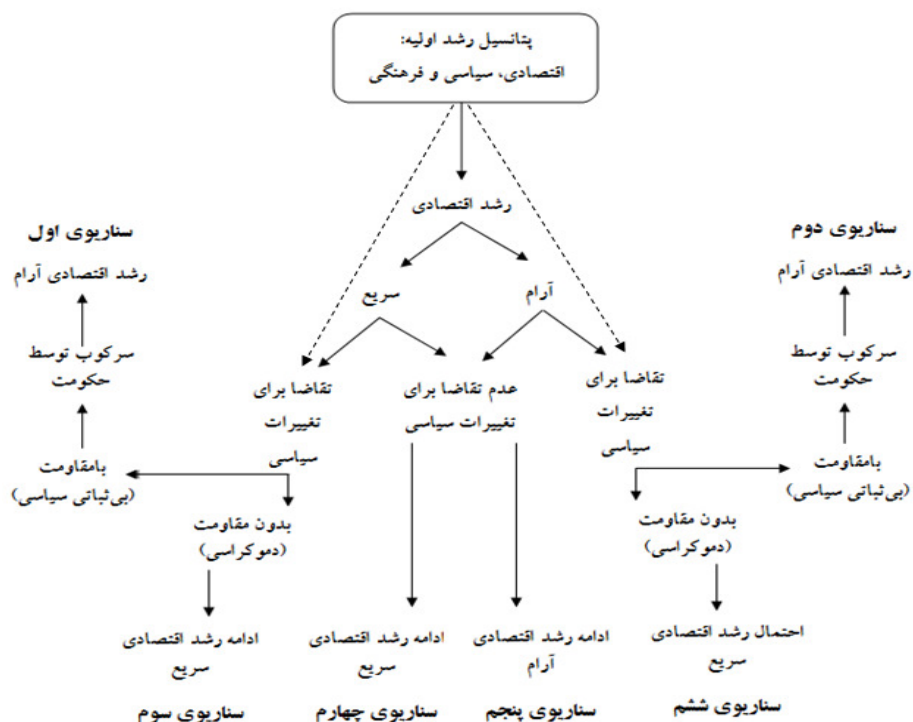 پتانسیل رشد اولیه:
اقتصادی، سیاسی و فرهنگی
رشد اقتصادی
سناریوی دوم
سناریوی اول
رشد اقتصادی آرام
رشد اقتصادی آرام
آرام
سریع
سرکوب توسط
حکومت
تقاضا برای
تغییرات
سیاسی
عدم تقاضا برای
تغییرات سیاسی
تقاضا برای
تغییرات
سیاسی
سرکوب توسط
حکومت
بامقاومت
(بی‌ثباتی سیاسی)
بامقاومت
(بی‌ثباتی سیاسی)
بدون مقاومت
(دموکراسی)
بدون مقاومت
(دموکراسی)
احتمال رشد اقتصادی
سریع
ادامه رشد اقتصادی
آرام
ادامه رشد اقتصادی
سریع
ادامه رشد اقتصادی
سریع
سناریوی ششم
سناریوی پنجم
سناریوی چهارم
سناریوی سوم